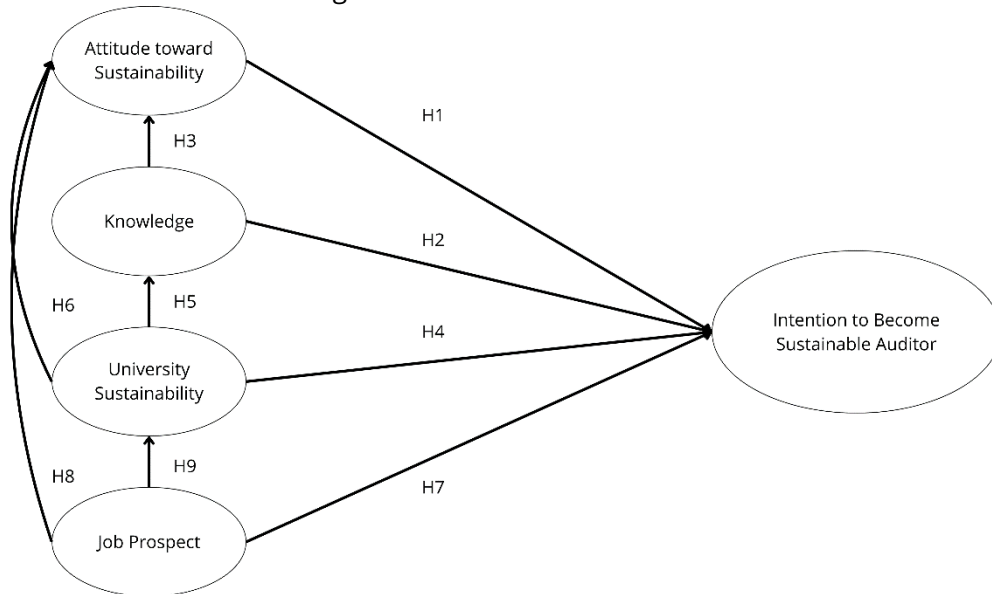 Attitude toward
Sustainability
H1
H3
Knowledge
H2
H6
H5
H4
University
Sustainability
Intention to Become
Sustainable Auditor
H8
H9
H7
Job Prospect